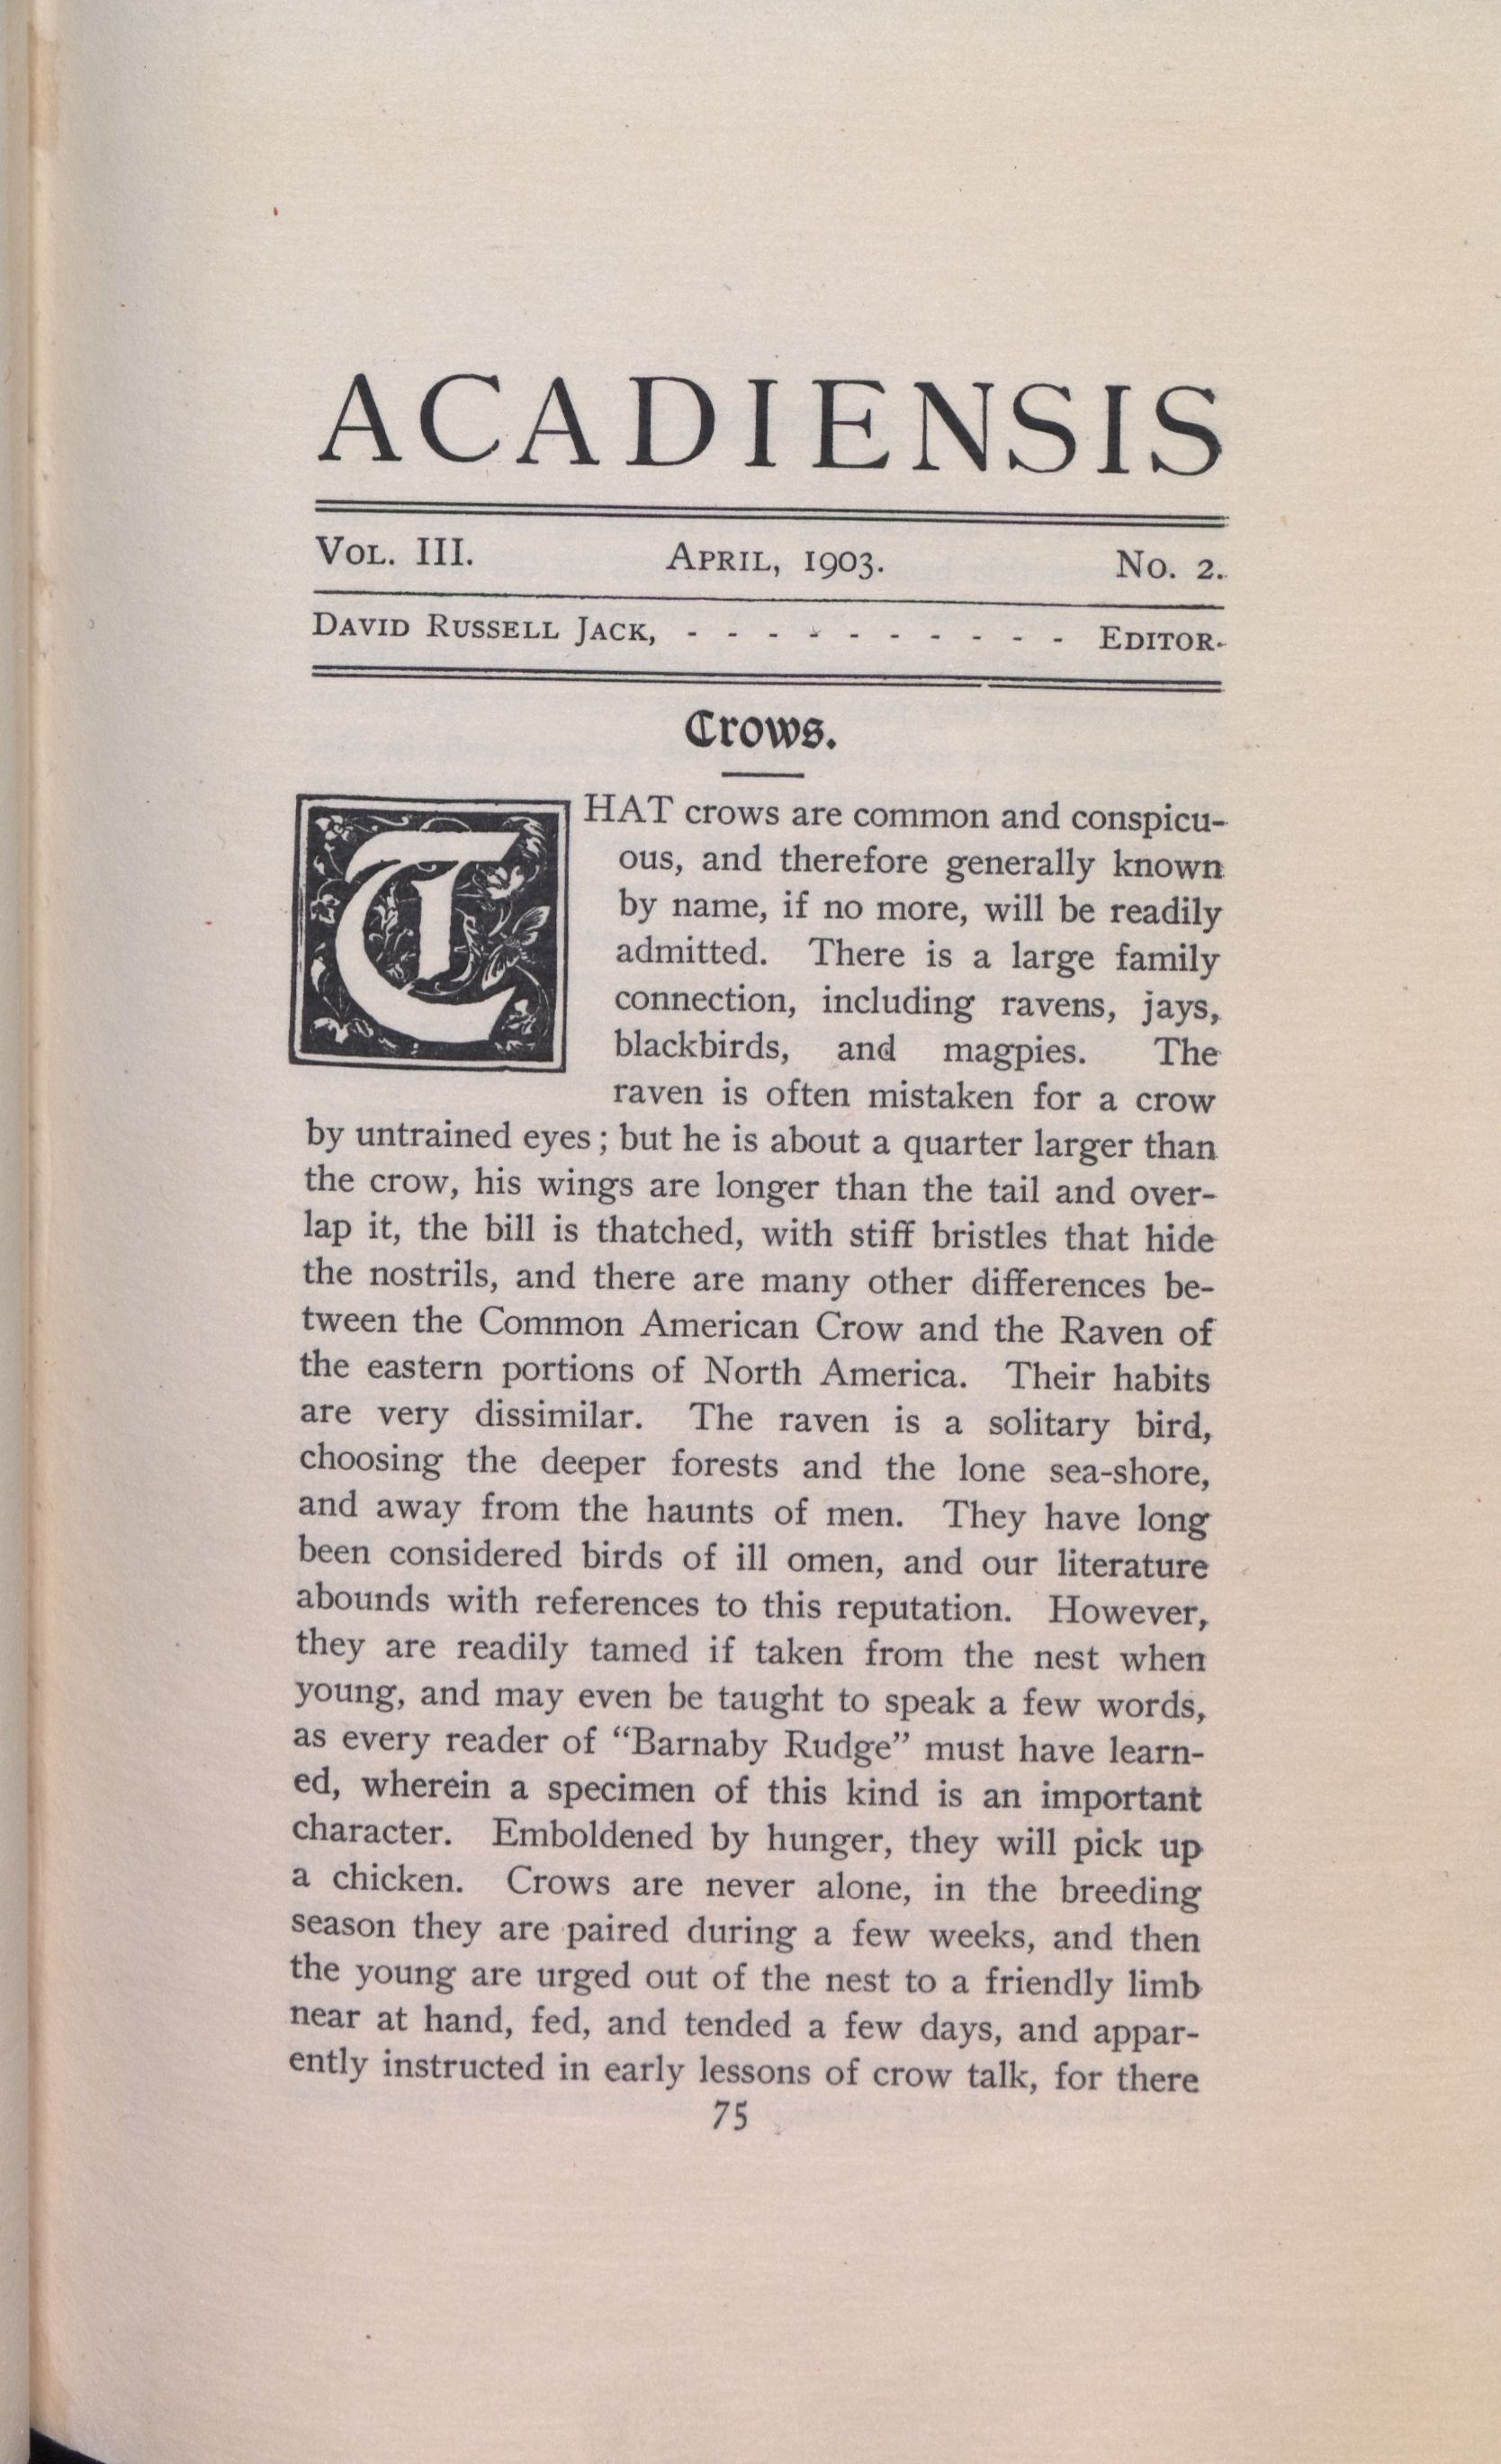 ACADIENSIS
VOL. III. APRIL, 1903. No. 2.
DAVID RUSSELL JACK, - - - - - - - - - - EDITOR.
Crows.
THAT crows are common and conspicu-
ous, and therefore generally known
by name, if no more, will be readily
admitted. There is a large family
connection, including ravens, jays,
blackbirds, and magpies. The
raven is often mistaken for a crow
by untrained eyes; but he is about a quarter larger than
the crow, his wings are longer than the tail and over-
lap it, the bill is thatched, with stiff bristles that hide
the nostrils, and there are many other differences be-
tween the Common American Crow and the Raven of
the eastern portions of North America. Their habits
are very dissimilar. The raven is a solitary bird,
choosing the deeper forests and the lone sea-shore,
and away from the haunts of men. They have long
been considered birds of ill omen, and our literature
abounds with references to this reputation. However,
they are readily tamed if taken from the nest when
young, and may even be taught to speak a few words,
as every reader of “Barnaby Rudge” must have learn-
ed, wherein a specimen of this kind is an important
character. Emboldened by hunger, they will pick up
a chicken. Crows are never alone, in the breeding
season they are paired during a few weeks, and then
the young are urged out of the nest to a friendly limb
near at hand, fed, and tended a few days, and appar-
ently instructed in early lessons of crow talk, for there
75